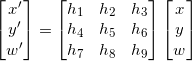 [x′] = [h₁ h₂ h₃] [x]
[y′] = [h₄ h₅ h₆] [y]
[w′] = [h₇ h₈ h₉] [w]